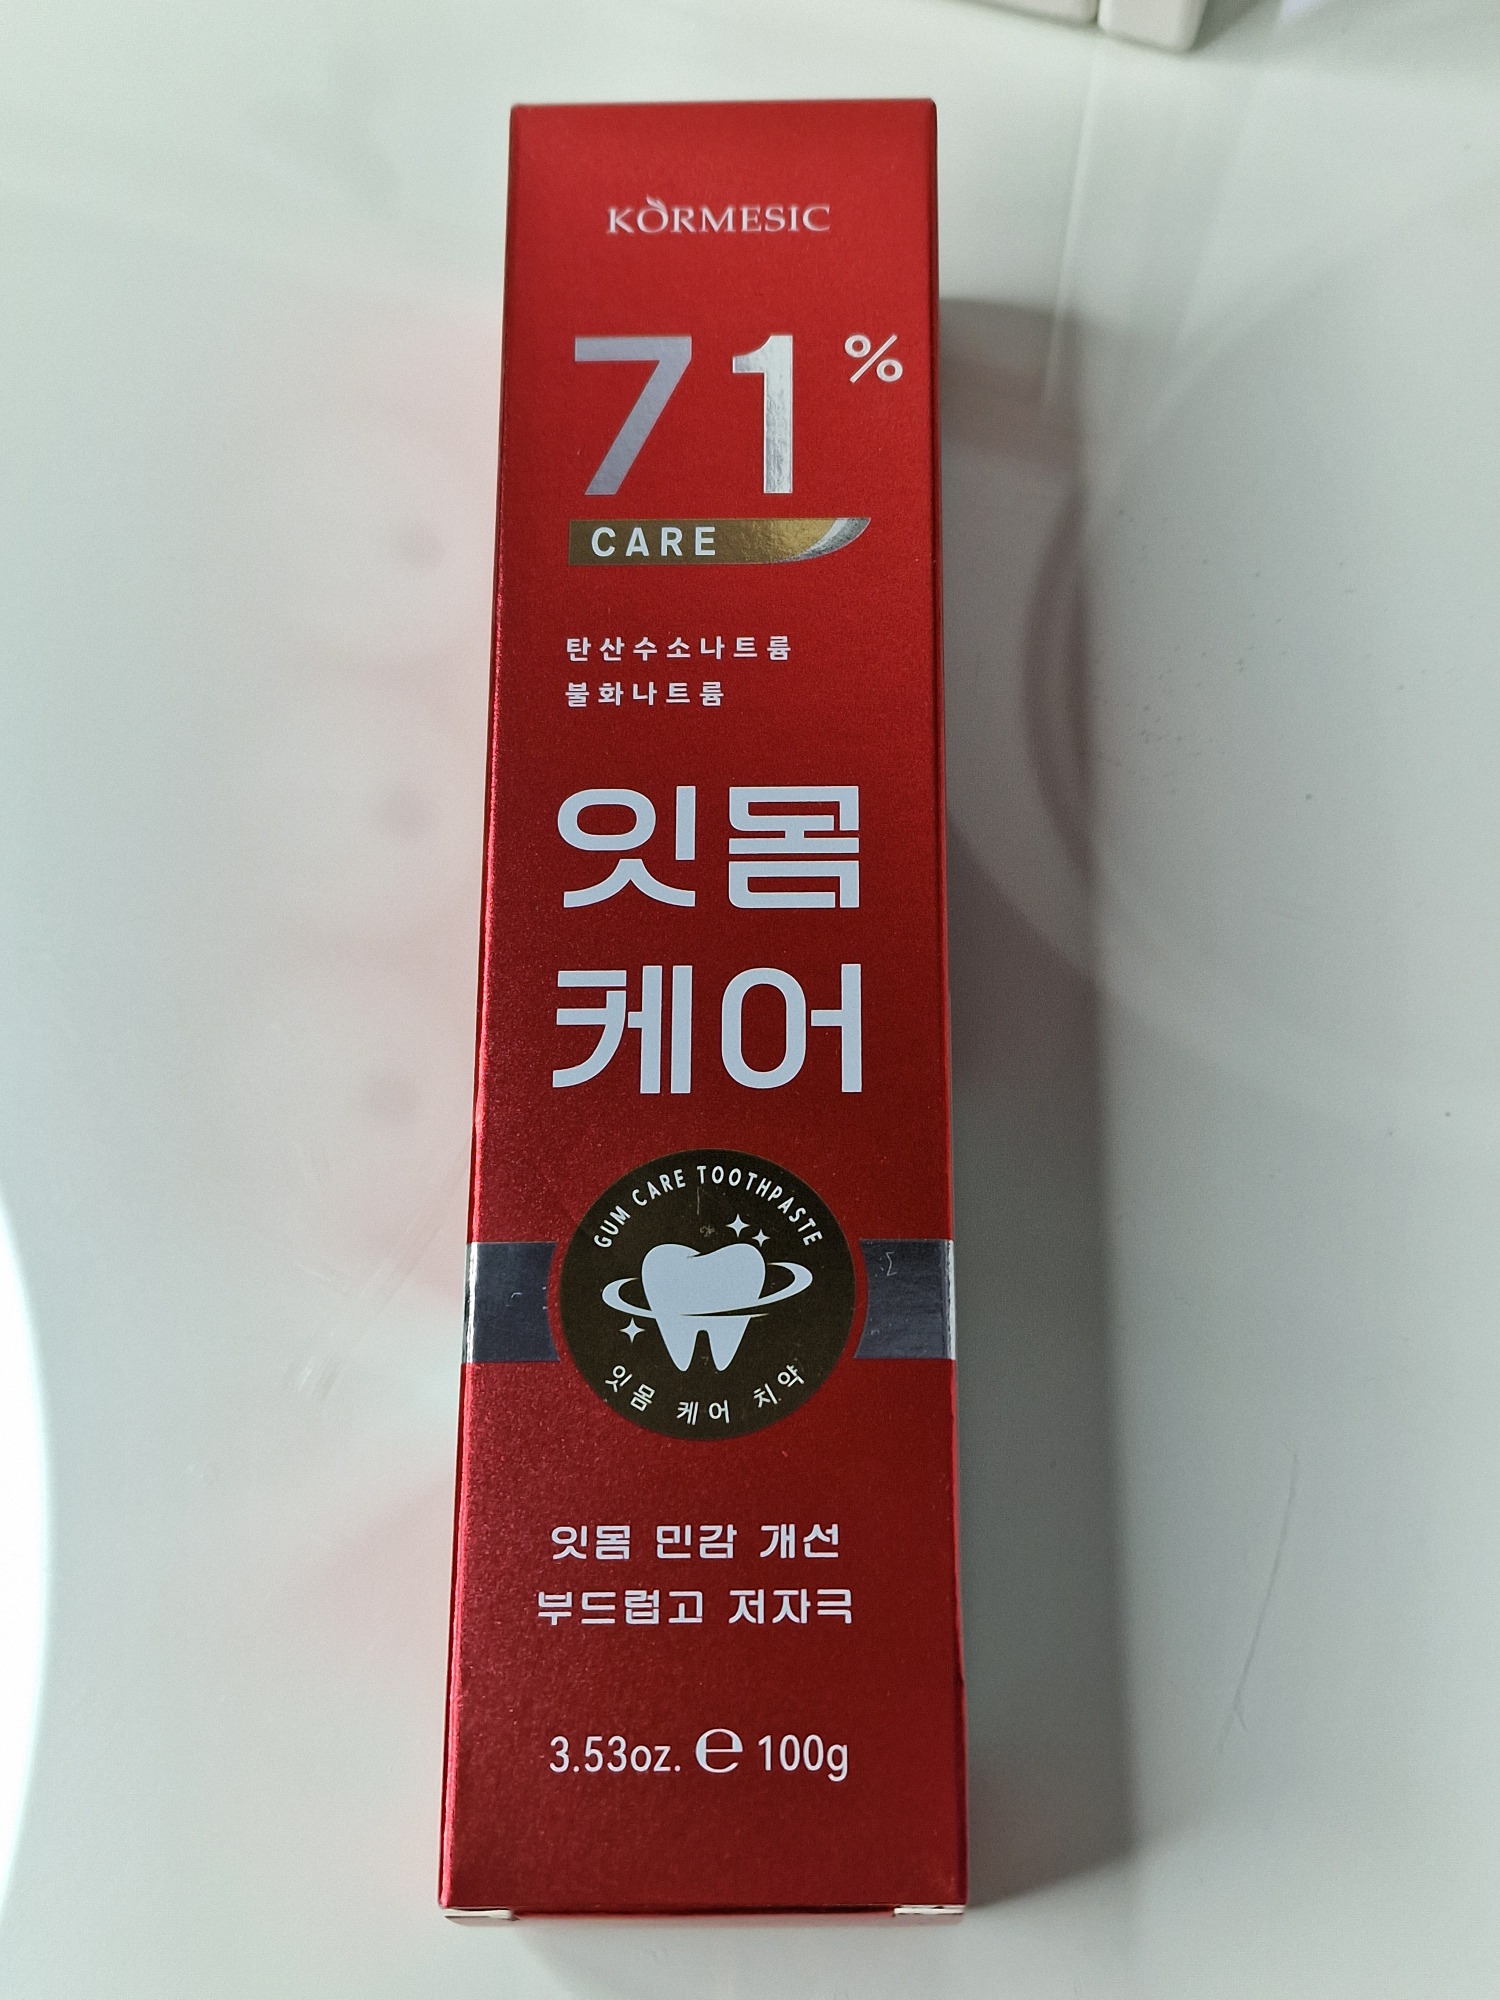 KORMESIC
71%
CARE
탄산수소나트륨
불화나트륨
잇몸
케어
GUM CARE TOOTHPASTE
잇몸 케어 치약
잇몸 민감 개선
부드럽고 저자극
3.53oz. ℮ 100g